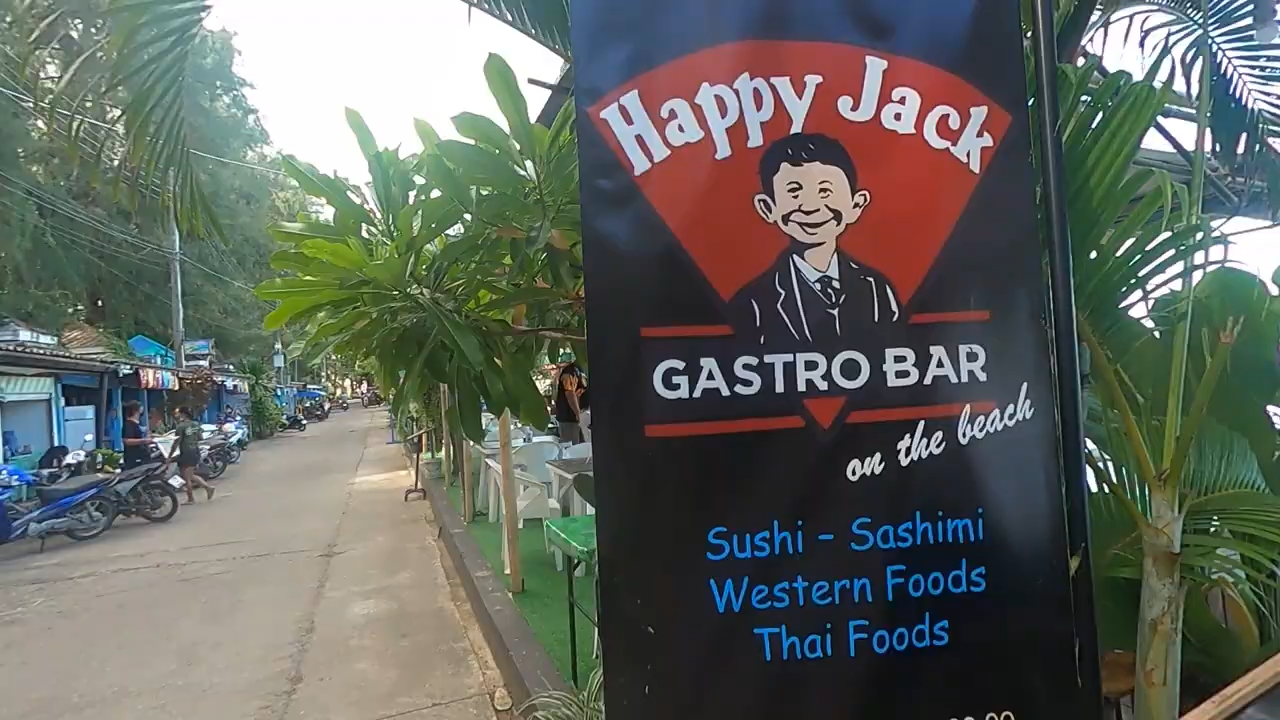 Happy Jack
GASTRO BAR
on the beach
Sushi - Sashimi
Western Foods
Thai Foods